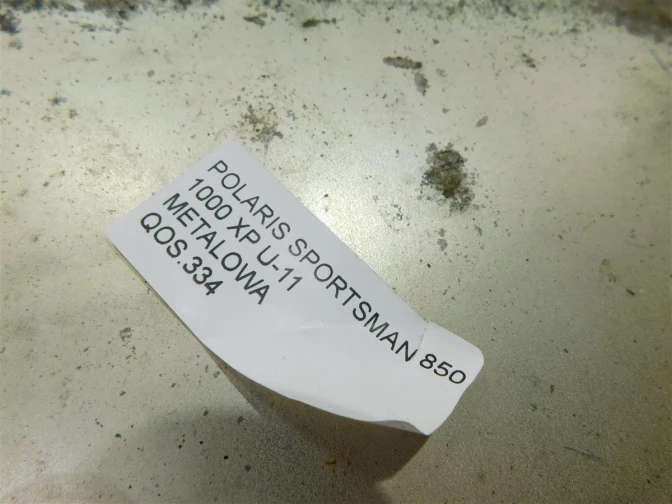 POLARIS SPORTSMAN 850
1000 XP U-11
METALOWA
QOS.334